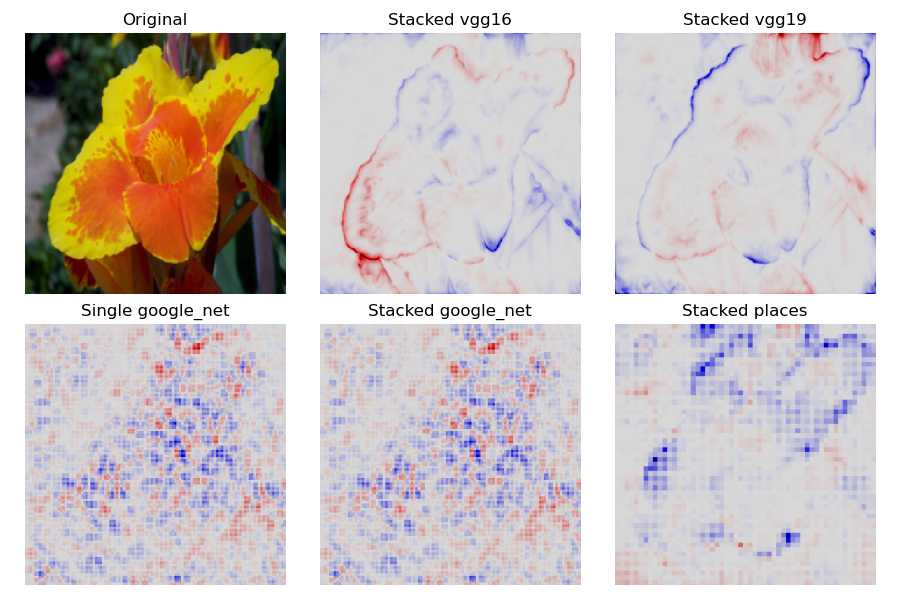 Original
Stacked vgg16
Stacked vgg19
Single google_net
Stacked google_net
Stacked places